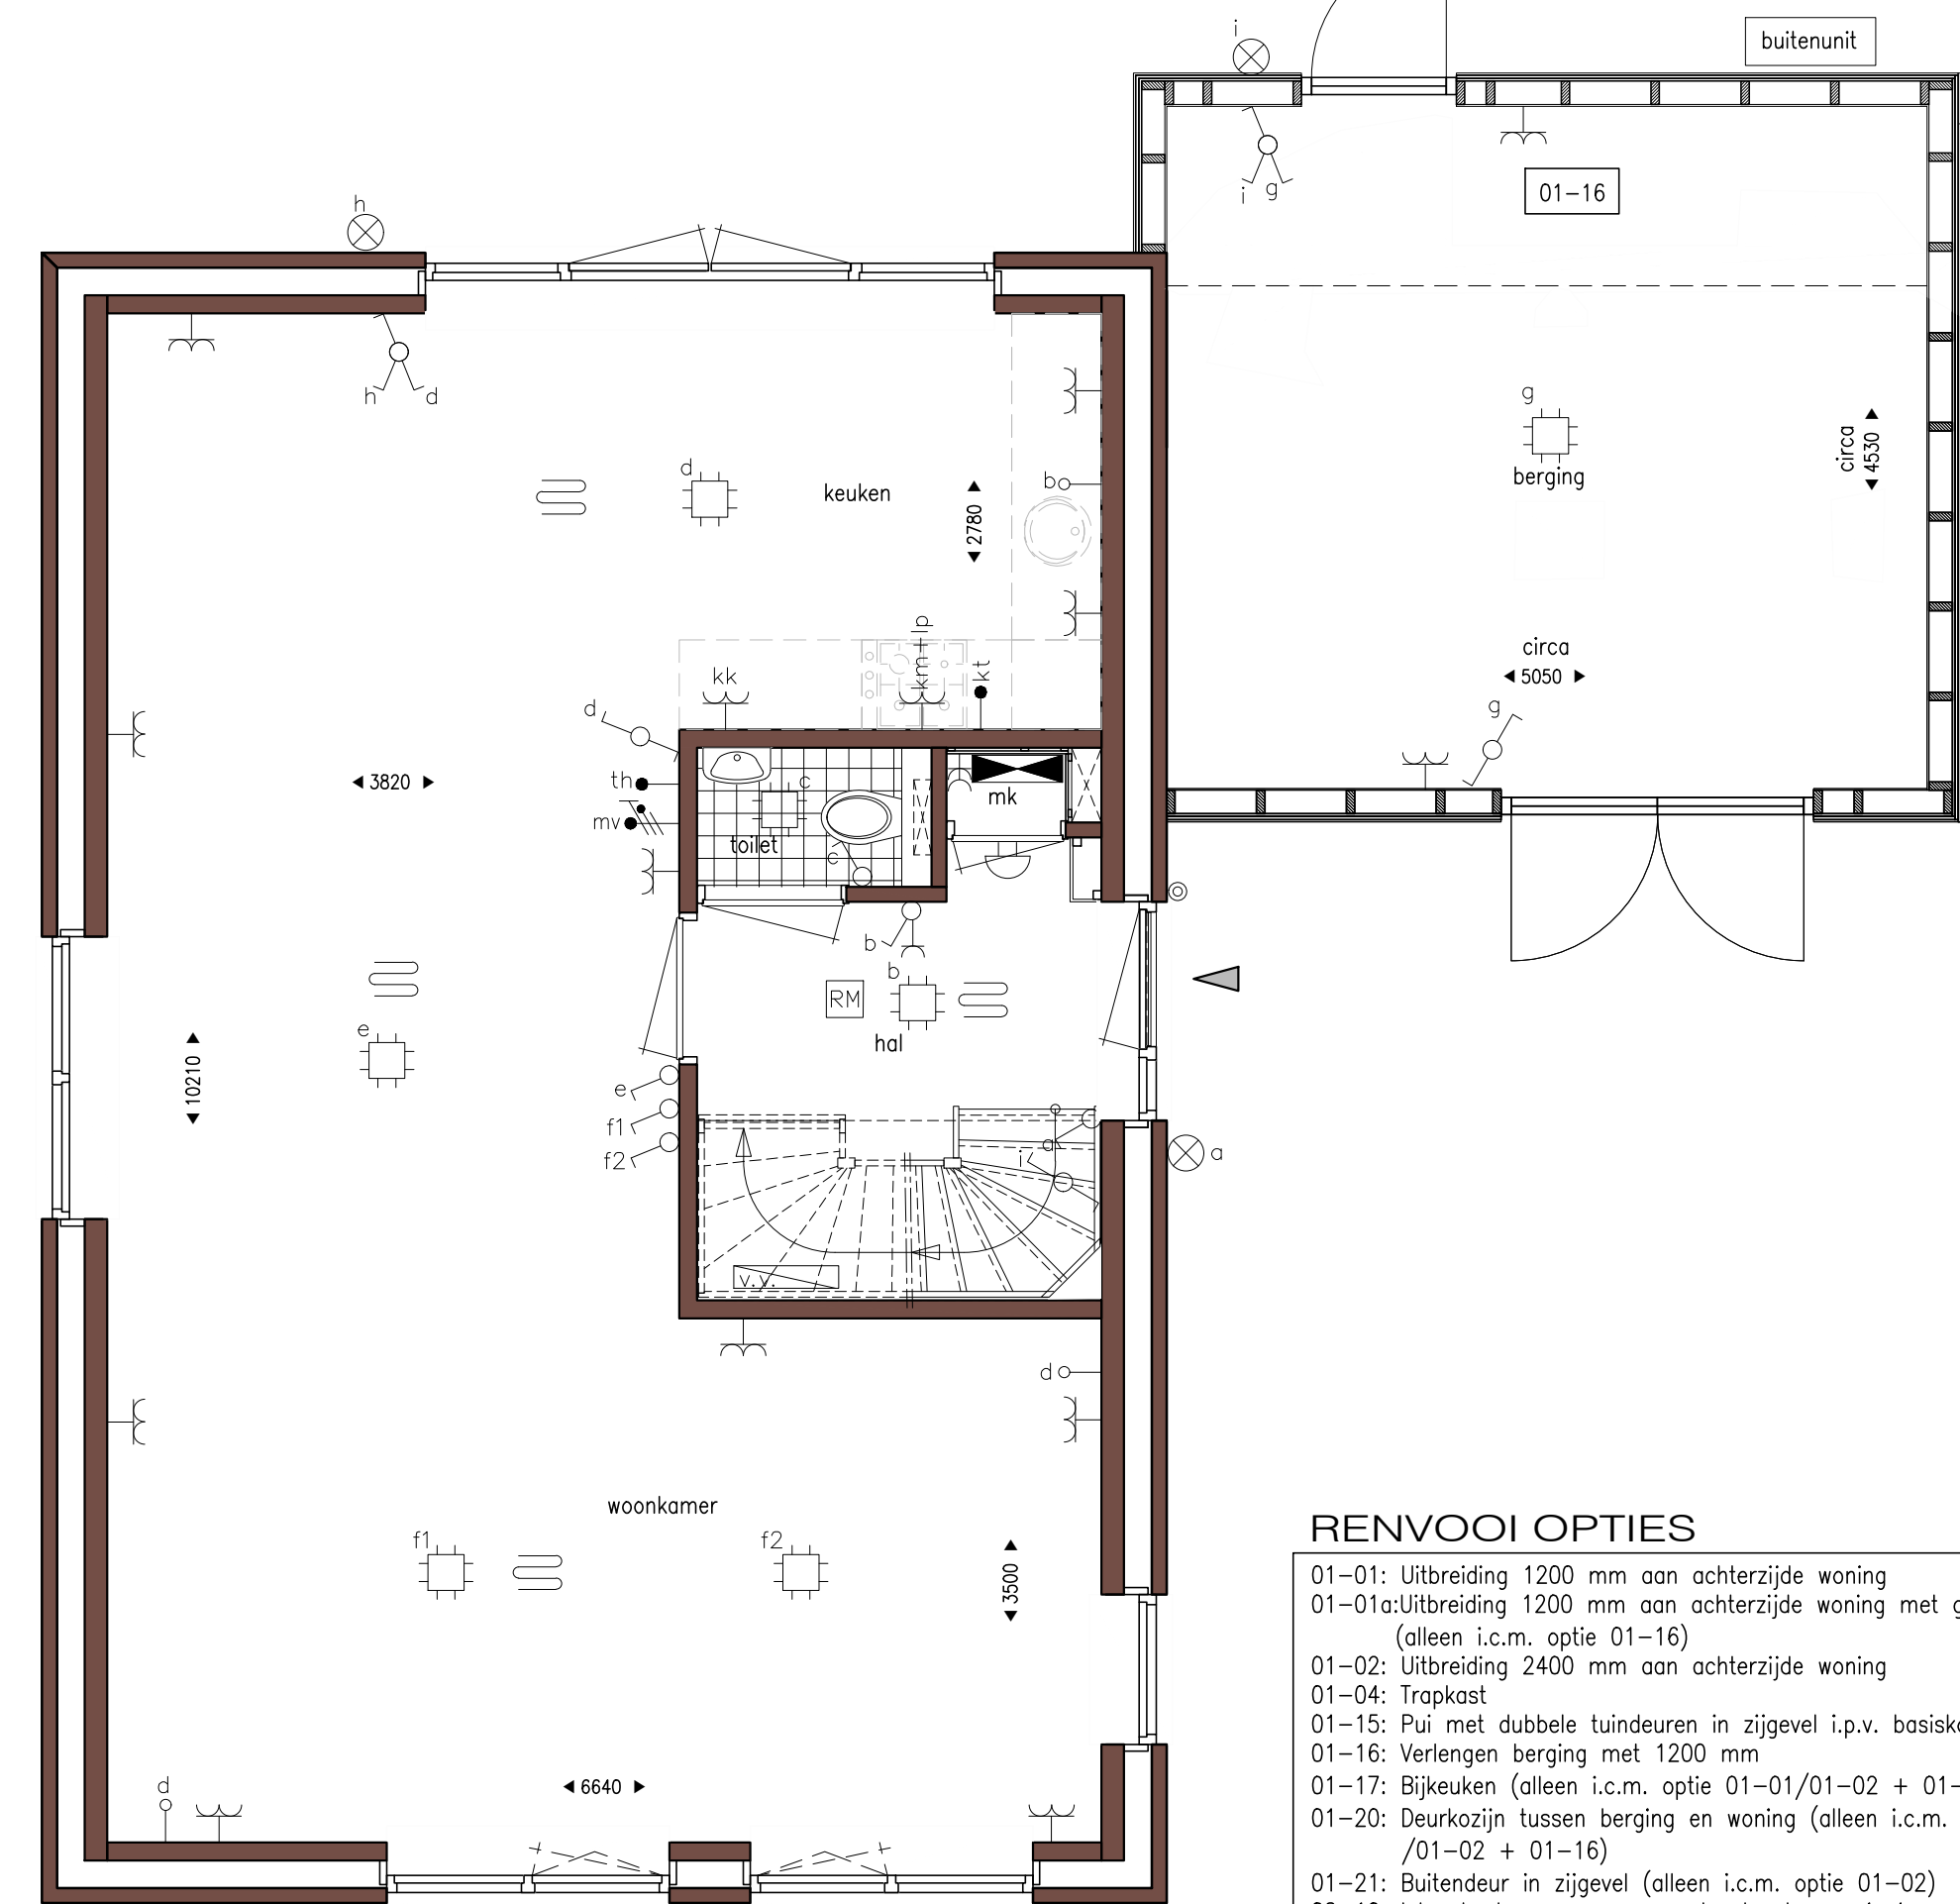 i
buitenunit
i
g
01-16
h
h
d
g
berging
circa
4530
d
keuken
2780
b
circa
5050
g
kk
km+lp
kt
d
3820
th
mv
c
toilet
c
mk
b
b
RM
hal
e
10210
e
f1
f2
a
i
a
v.v.
d
woonkamer
f1
f2
3500
d
6640
RENVOOI OPTIES
01-01: Uitbreiding 1200 mm aan achterzijde woning
01-01a:Uitbreiding 1200 mm aan achterzijde woning met
(alleen i.c.m. optie 01-16)
01-02: Uitbreiding 2400 mm aan achterzijde woning
01-04: Trapkast
01-15: Pui met dubbele tuindeuren in zijgevel i.p.v.
01-16: Verlengen berging met 1200 mm
01-17: Bijkeuken (alleen i.c.m. optie 01-01/01-02 + 01-
01-20: Deurkozijn tussen berging en woning (alleen i.c.m.
/01-02 + 01-16)
01-21: Buitendeur in zijgevel (alleen i.c.m. optie 01-02)